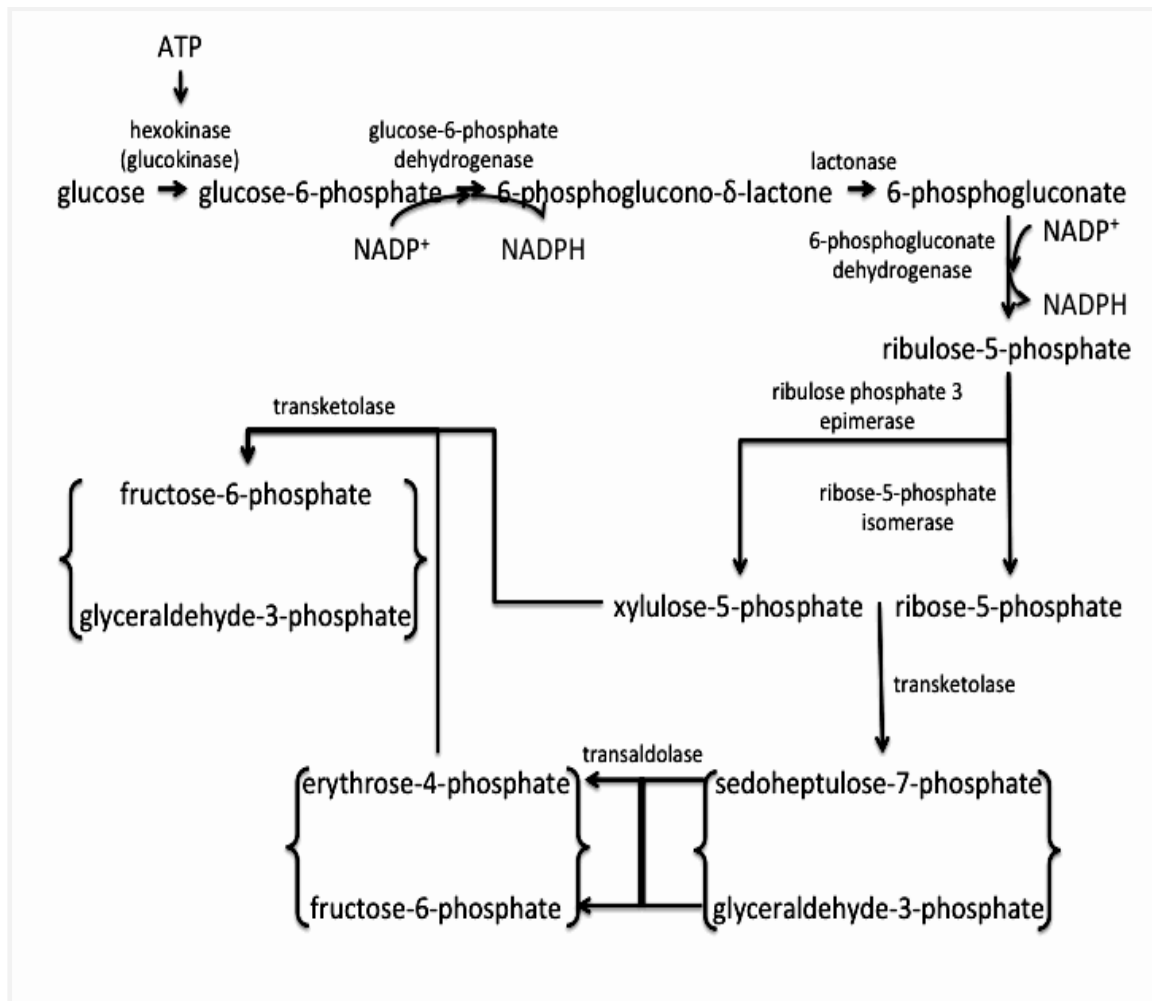 ATP
hexokinase
(glucokinase)
glucose-6-phosphate
dehydrogenase
lactonase
glucose
glucose-6-phosphate
6-phosphoglucono-δ-lactone
6-phosphogluconate
NADP⁺
NADPH
6-phosphogluconate
dehydrogenase
NADP⁺
NADPH
ribulose-5-phosphate
ribulose phosphate 3
epimerase
transketolase
fructose-6-phosphate
glyceraldehyde-3-phosphate
ribose-5-phosphate
isomerase
xylulose-5-phosphate
ribose-5-phosphate
transketolase
transaldolase
erythrose-4-phosphate
fructose-6-phosphate
sedoheptulose-7-phosphate
glyceraldehyde-3-phosphate